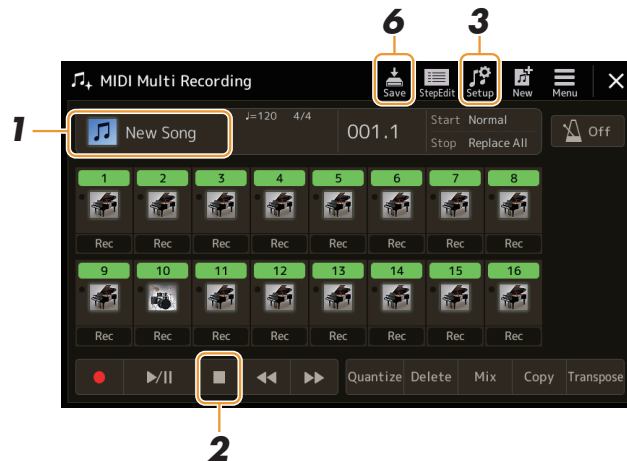 6 3
MIDI Multi Recording
Save StepEdit Setup New Menu
1
New Song
♩=120 4/4
001.1
Start Normal
Stop Replace All
Off
1 2 3 4 5 6 7 8
Rec Rec Rec Rec Rec Rec Rec Rec
9 10 11 12 13 14 15 16
Rec Rec Rec Rec Rec Rec Rec Rec
Quantize Delete Mix Copy Transpose
2